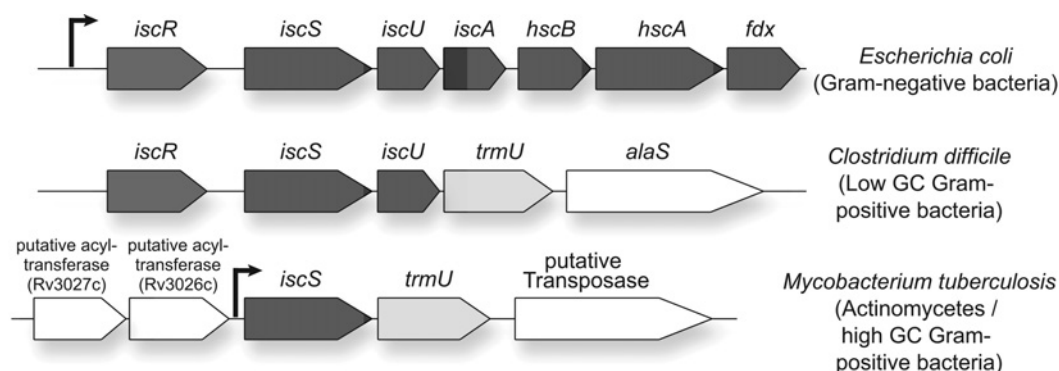 iscR iscS iscU iscA hscB hscA fdx
Escherichia coli
(Gram-negative bacteria)
iscR iscS iscU trmU alaS
Clostridium difficile
(Low GC Gram-
positive bacteria)
putative acyl-
transferase
(Rv3027c)
putative acyl-
transferase
(Rv3026c)
iscS trmU
putative
Transposase
Mycobacterium tuberculosis
(Actinomycetes /
high GC Gram-
positive bacteria)